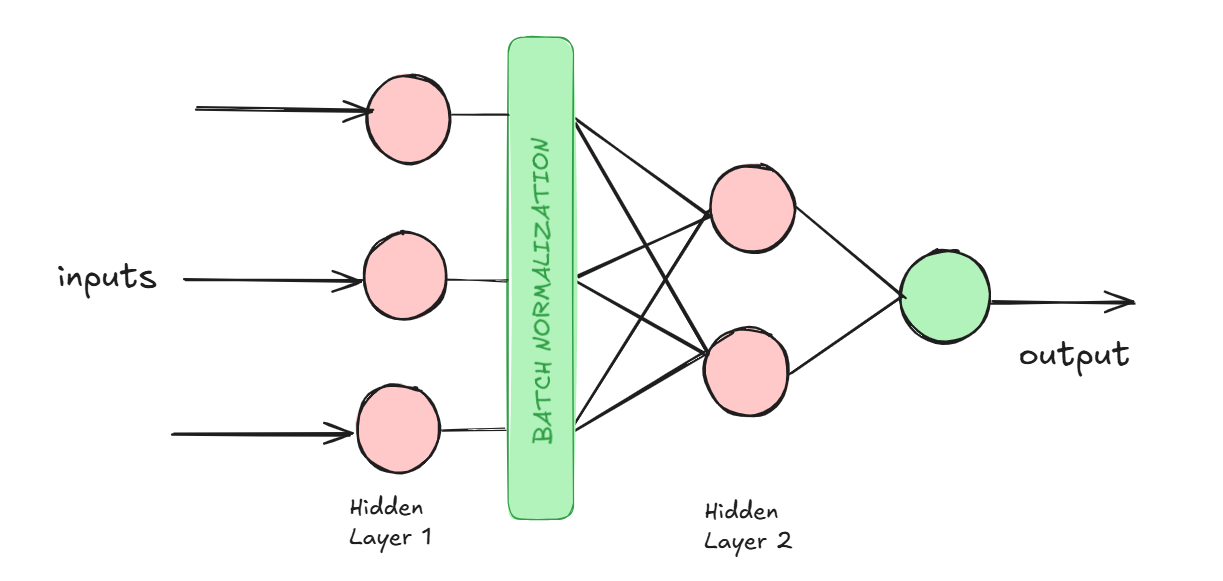 inputs
BATCH NORMALIZATION
output
Hidden
Layer 1
Hidden
Layer 2